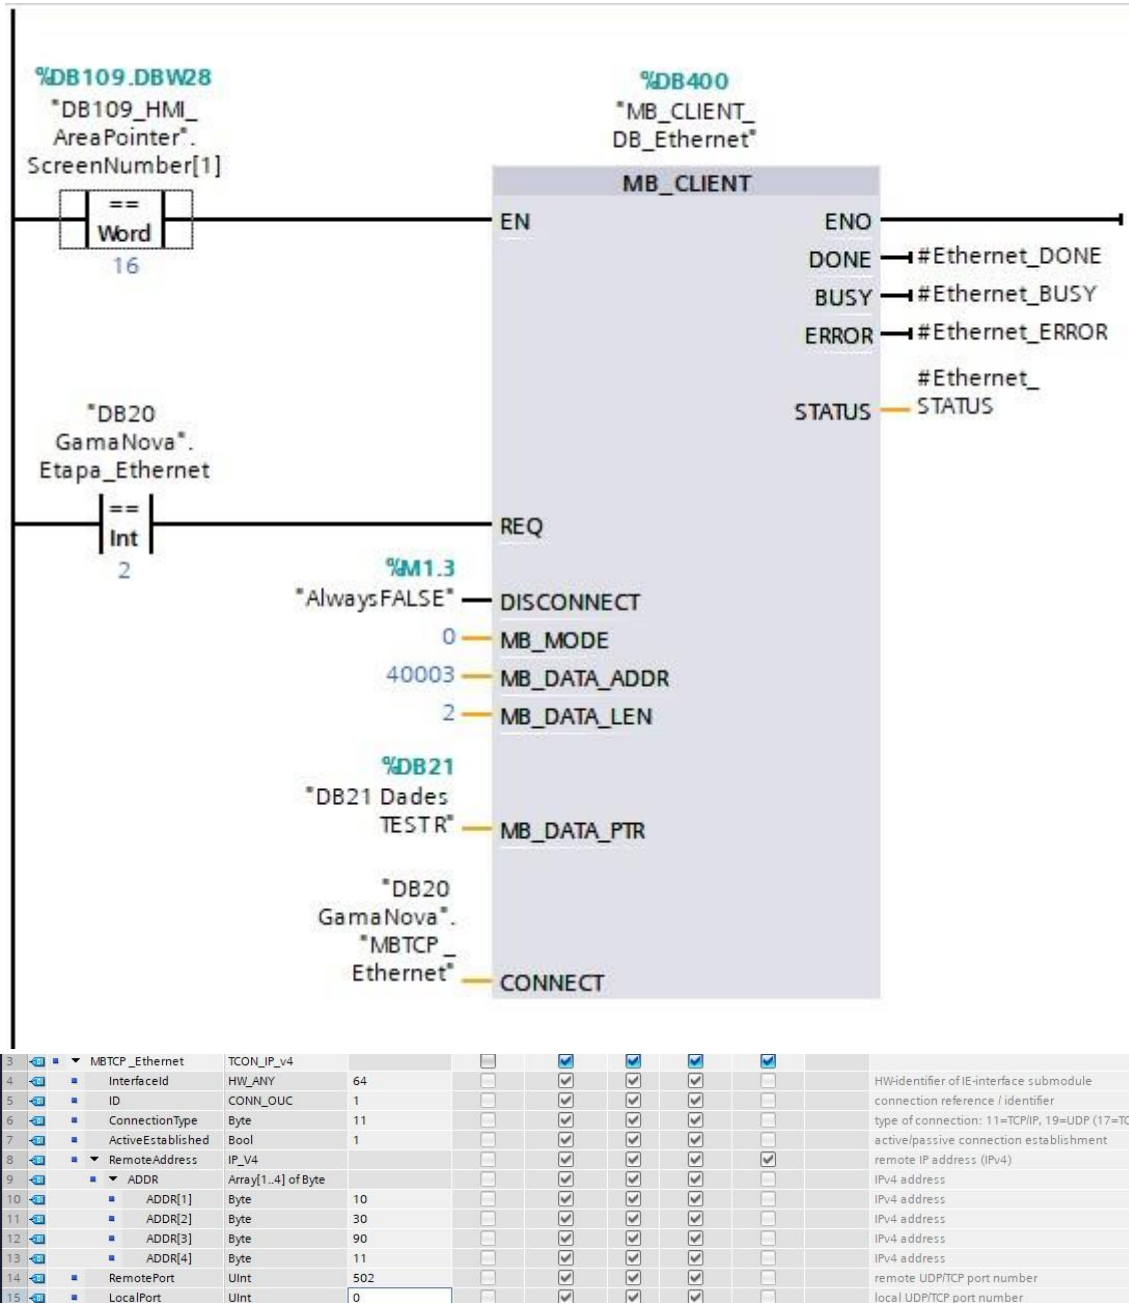 %DB109.DBW28
"DB109_HMI_
AreaPointer".
ScreenNumber[1]
==
Word
16
%DB400
"MB_CLIENT_
DB_Ethernet"
MB_CLIENT
EN
ENO
DONE #Ethernet_DONE
BUSY #Ethernet_BUSY
ERROR #Ethernet_ERROR
#Ethernet_
STATUS STATUS
"DB20
GamaNova".
Etapa_Ethernet
==
Int
2
REQ
%M1.3
"AlwaysFALSE" DISCONNECT
0 MB_MODE
40003 MB_DATA_ADDR
2 MB_DATA_LEN
%DB21
"DB21 Dades
TESTR" MB_DATA_PTR
"DB20
GamaNova".
"MBTCP_
Ethernet" CONNECT
3 MBTCP_Ethernet TCON_IP_v4
4 InterfaceId HW_ANY 64 HW-identifier of IE-interface submodule
5 ID CONN_OUC 1 connection reference / identifier
6 ConnectionType Byte 11 type of connection: 11=TCP/IP, 19=UDP (17=TC
7 ActiveEstablished Bool 1 active/passive connection establishment
8 RemoteAddress IP_V4 remote IP address (IPv4)
9 ADDR Array[1..4] of Byte IPv4 address
10 ADDR[1] Byte 10 IPv4 address
11 ADDR[2] Byte 30 IPv4 address
12 ADDR[3] Byte 90 IPv4 address
13 ADDR[4] Byte 11 IPv4 address
14 RemotePort UInt 502 remote UDP/TCP port number
15 LocalPort UInt 0 local UDP/TCP port number